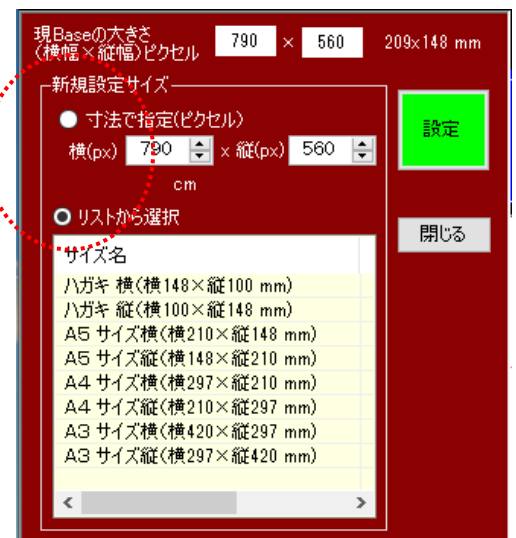 現Baseの大きさ
(横幅×縦幅)ピクセル 790 × 560 209x148 mm
新規設定サイズ
寸法で指定(ピクセル)
横(px) 790 x 縦(px) 560
cm
設定
リストから選択
閉じる
サイズ名
ハガキ 横(横148×縦100 mm)
ハガキ 縦(横100×縦148 mm)
A5 サイズ横(横210×縦148 mm)
A5 サイズ縦(横148×縦210 mm)
A4 サイズ横(横297×縦210 mm)
A4 サイズ縦(横210×縦297 mm)
A3 サイズ横(横420×縦297 mm)
A3 サイズ縦(横297×縦420 mm)